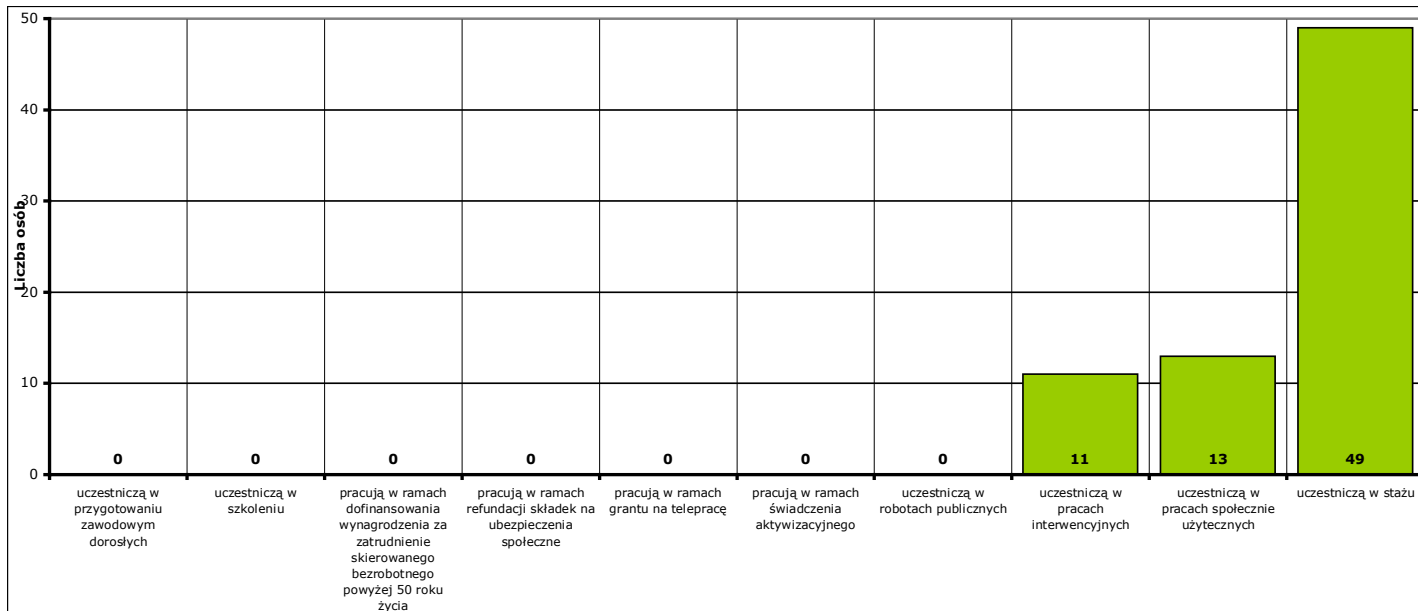 50
40
30
20
10
0
Liczba osób
0
0
0
0
0
0
0
11
13
49
uczestniczą w
przygotowaniu
zawodowym
dorosłych
uczestniczą w
szkoleniu
pracują w ramach
dofinansowania
wynagrodzenia za
zatrudnienie
skierowanego
bezrobotnego
powyżej 50 roku
życia
pracują w ramach
refundacji składek na
ubezpieczenia
społeczne
pracują w ramach
grantu na telepracę
pracują w ramach
świadczenia
aktywizacyjnego
uczestniczą w
robotach publicznych
uczestniczą w
pracach
interwencyjnych
uczestniczą w
pracach społecznie
użytecznych
uczestniczą w stażu